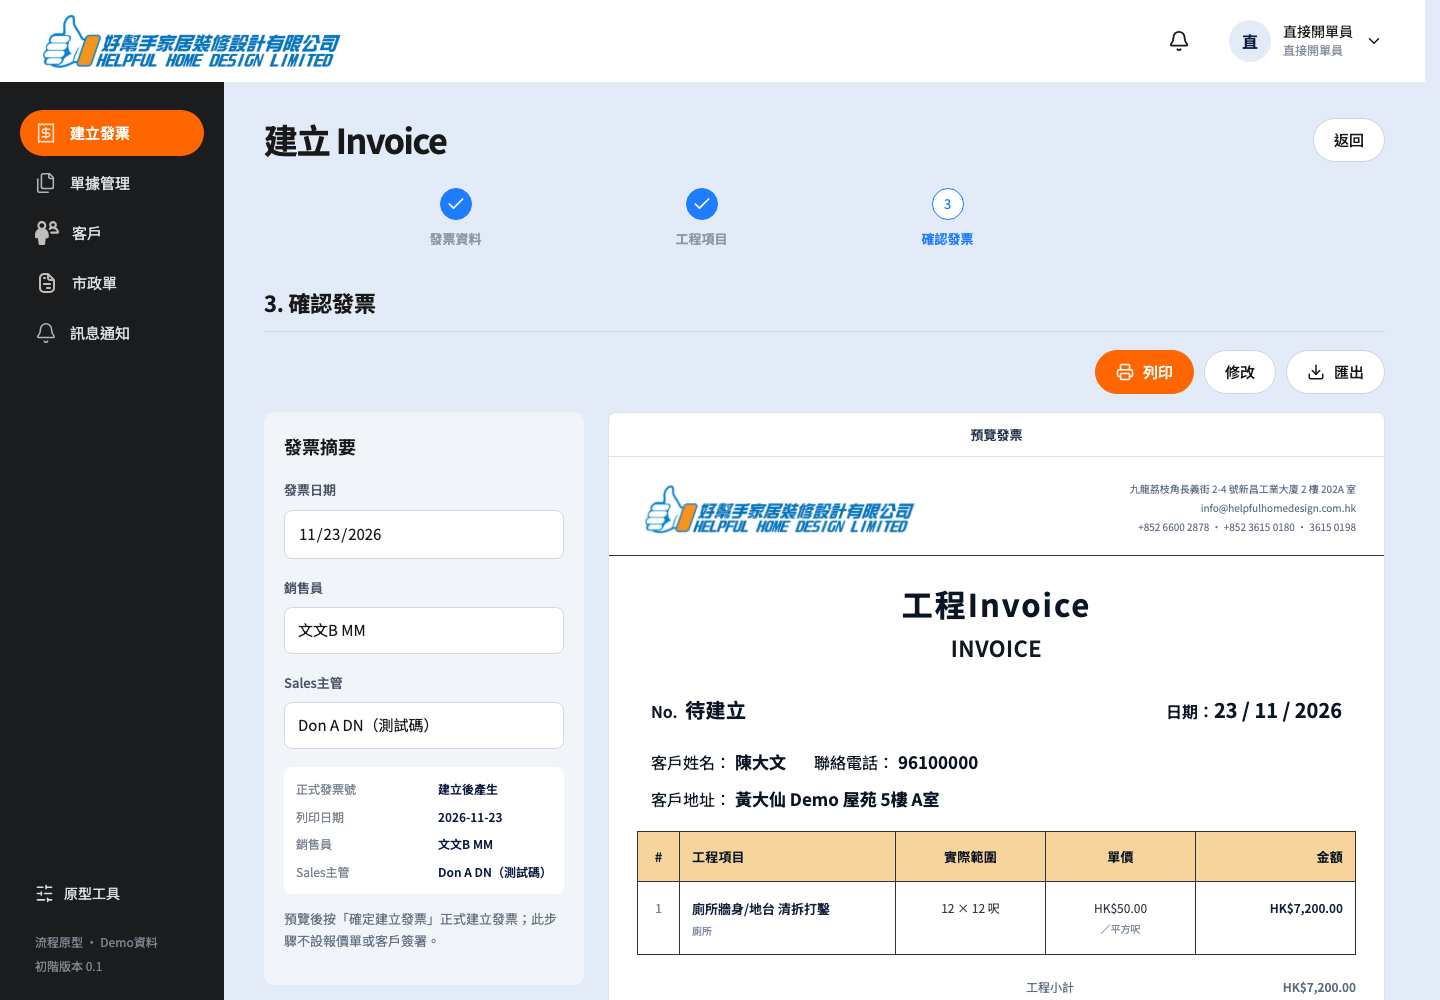 好幫手家居裝修設計有限公司
HELPFUL HOME DESIGN LIMITED
直
直接開單員
直接開單員
建立發票
單據管理
客戶
市政單
訊息通知
原型工具
流程原型 · Demo資料
初階版本 0.1
建立 Invoice
返回
發票資料
工程項目
3
確認發票
3. 確認發票
列印
修改
匯出
發票摘要
發票日期
11/23/2026
銷售員
文文B MM
Sales主管
Don A DN（測試碼）
正式發票號 建立後產生
列印日期 2026-11-23
銷售員 文文B MM
Sales主管 Don A DN（測試碼）
預覽後按「確定建立發票」正式建立發票；此步
驟不設報價單或客戶簽署。
預覽發票
好幫手家居裝修設計有限公司
HELPFUL HOME DESIGN LIMITED
九龍荔枝角長義街 2-4 號新昌工業大廈 2 樓 202A 室
info@helpfulhomedesign.com.hk
+852 6600 2878 · +852 3615 0180 · 3615 0198
工程Invoice
INVOICE
No. 待建立
日期：23 / 11 / 2026
客戶姓名： 陳大文 聯絡電話： 96100000
客戶地址： 黃大仙 Demo 屋苑 5樓 A室
# 工程項目 實際範圍 單價 金額
1 廁所牆身/地台 清拆打鑿 12 × 12 呎 HK$50.00 HK$7,200.00
廁所 ／平方呎
工程小計 HK$7,200.00